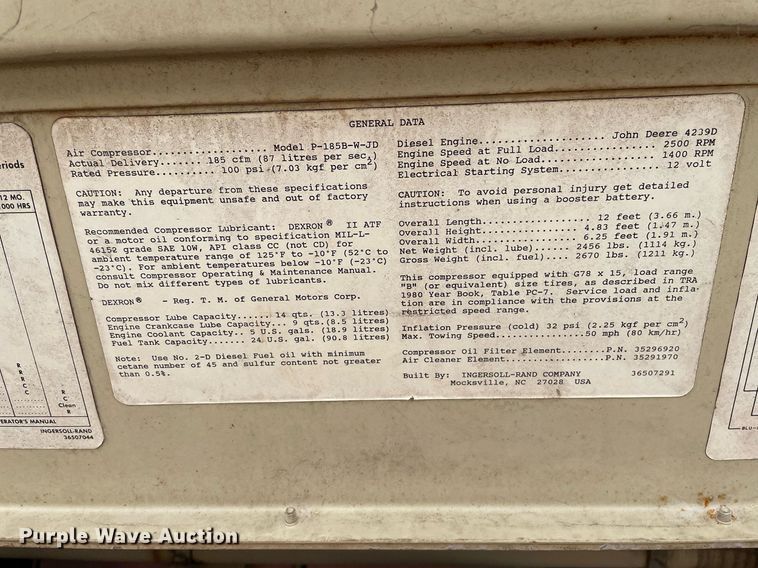 GENERAL DATA
Air Compressor................. Model P-185B-W-JD
Actual Delivery...... 185 cfm (87 litres per sec,)
Rated Pressure......... 100 psi (7.03 kgf per cm²)
CAUTION: Any departure from these specifications
may make this equipment unsafe and out of factory
warranty.
Recommended Compressor Lubricant: DEXRON® II ATF
or a motor oil conforming to specification MIL-L-
46152 grade SAE 10W, API class CC (not CD) for
ambient temperature range of 125°F to -10°F (52°C to
-23°C). For ambient temperatures below -10°F (-23°C)
consult Compressor Operating & Maintenance Manual.
Do not mix different types of lubricants.
DEXRON® - Reg. T. M. of General Motors Corp.
Compressor Lube Capacity...... 14 qts. (13.3 litres)
Engine Crankcase Lube Capacity... 9 qts.(8.5 litres)
Engine Coolant Capacity.. 5 U.S. gals. (18.9 litres)
Fuel Tank Capacity....... 24 U.S. gal. (90.8 litres)
Note: Use No. 2-D Diesel Fuel oil with minimum
cetane number of 45 and sulfur content not greater
than 0.5%.
Diesel Engine.................... John Deere 4239D
Engine Speed at Full Load................ 2500 RPM
Engine Speed at No Load.................. 1400 RPM
Electrical Starting System............... 12 volt
CAUTION: To avoid personal injury get detailed
instructions when using a booster battery.
Overall Length................. 12 feet (3.66 m.)
Overall Height............... 4.83 feet (1.47 m.)
Overall Width................ 6.25 feet (1.91 m.)
Net Weight (incl. lube)..... 2456 lbs. (1114 kg.)
Gross Weight (incl. fuel)... 2670 lbs. (1211 kg.)
This compressor equipped with G78 x 15, load range
"B" (or equivalent) size tires, as described in TRA
1980 Year Book, Table PC-7. Service load and infla-
tion are in compliance with the provisions at the
restricted speed range.
Inflation Pressure (cold) 32 psi (2.25 kgf per cm²)
Max. Towing Speed.................50 mph (80 km/hr)
Compressor Oil Filter Element........P.N. 35296920
Air Cleaner Element..................P.N. 35291970
Built By: INGERSOLL-RAND COMPANY 36507291
Mocksville, NC 27028 USA
12 MO.
R
R
R
C
C
C
Clean
R
INGERSOLL-RAND
36507044
Purple Wave Auction